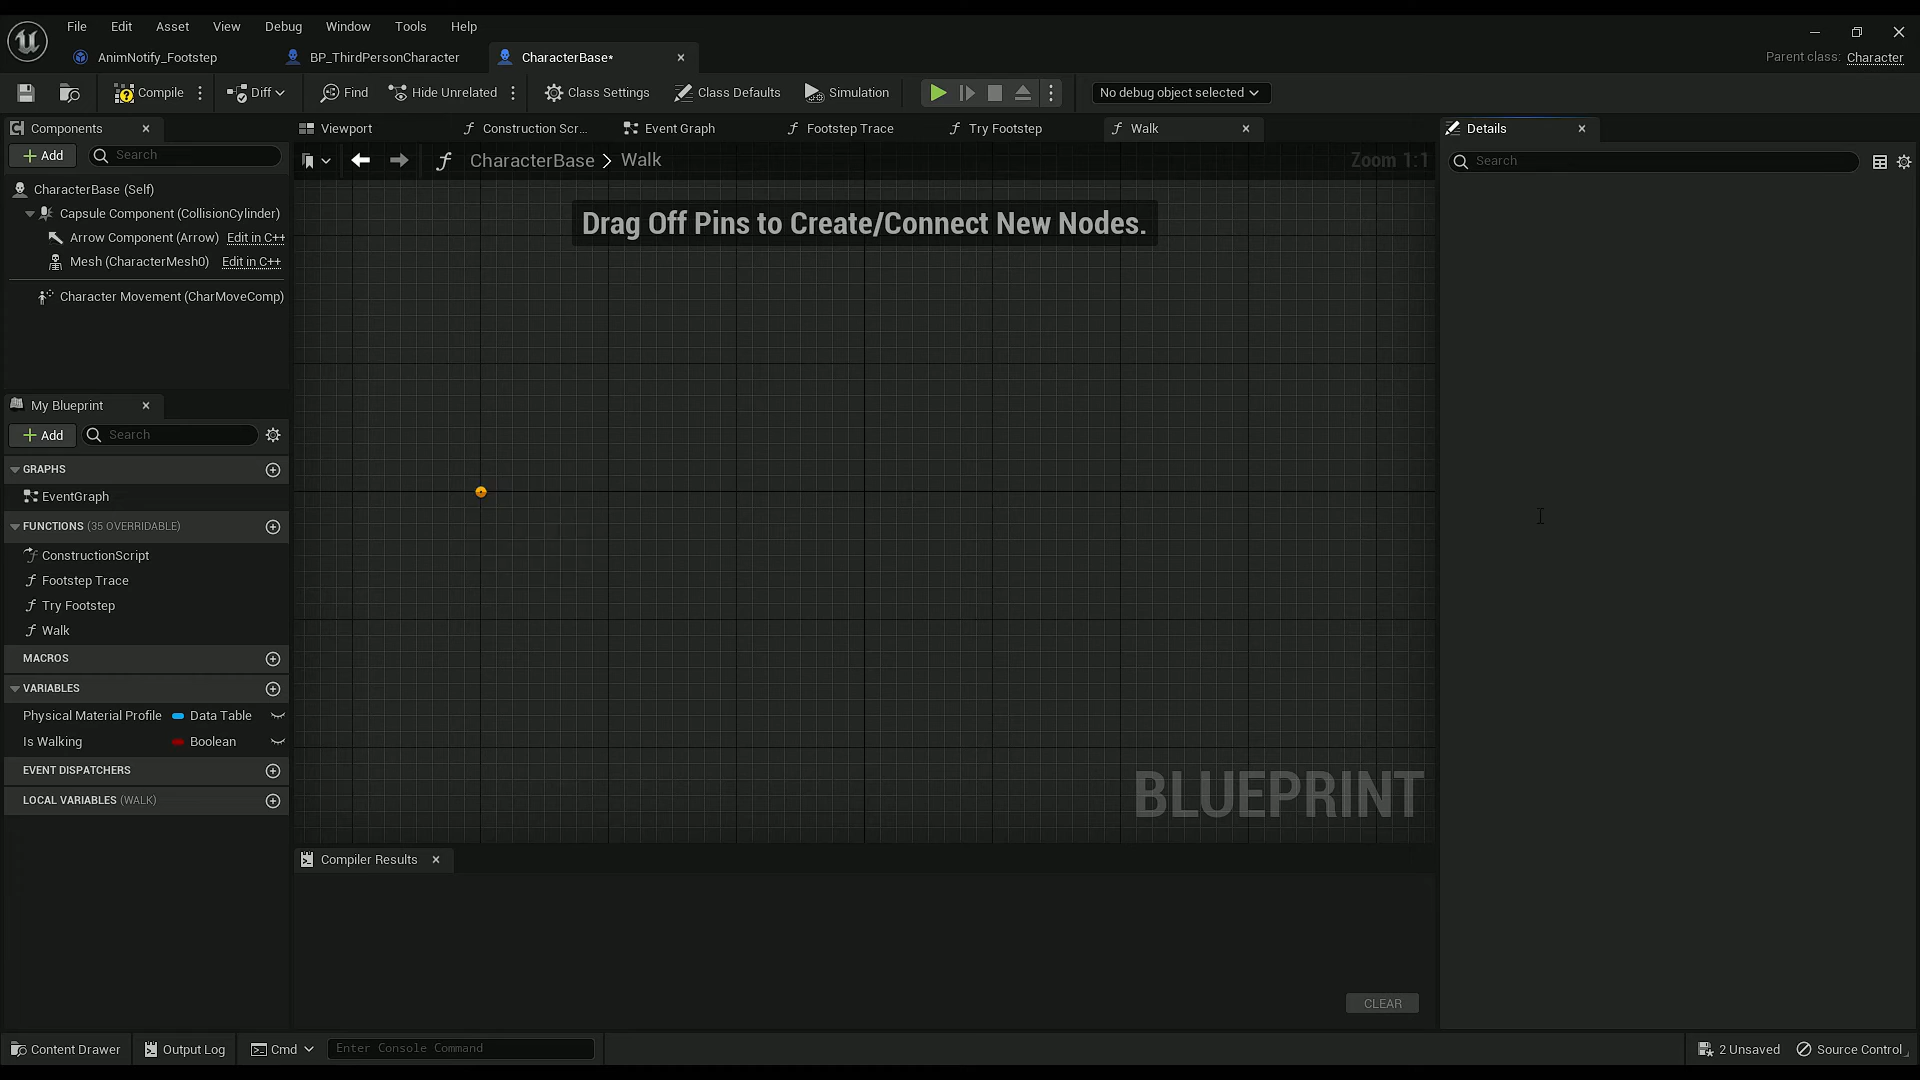 File Edit Asset View Debug Window Tools Help
AnimNotify_Footstep BP_ThirdPersonCharacter CharacterBase*
Parent class: Character
Compile Diff Find Hide Unrelated Class Settings Class Defaults Simulation No debug object selected
Components
Add Search
CharacterBase (Self)
Capsule Component (CollisionCylinder)
Arrow Component (Arrow) Edit in C++
Mesh (CharacterMesh0) Edit in C++
Character Movement (CharMoveComp)
My Blueprint
Add Search
GRAPHS
EventGraph
FUNCTIONS (35 OVERRIDABLE)
ConstructionScript
Footstep Trace
Try Footstep
Walk
MACROS
VARIABLES
Physical Material Profile Data Table
Is Walking Boolean
EVENT DISPATCHERS
LOCAL VARIABLES (WALK)
Viewport Construction Scr... Event Graph Footstep Trace Try Footstep Walk
CharacterBase > Walk
Zoom 1:1
Drag Off Pins to Create/Connect New Nodes.
BLUEPRINT
Compiler Results
CLEAR
Details
Search
Content Drawer Output Log Cmd Enter Console Command
2 Unsaved Source Control